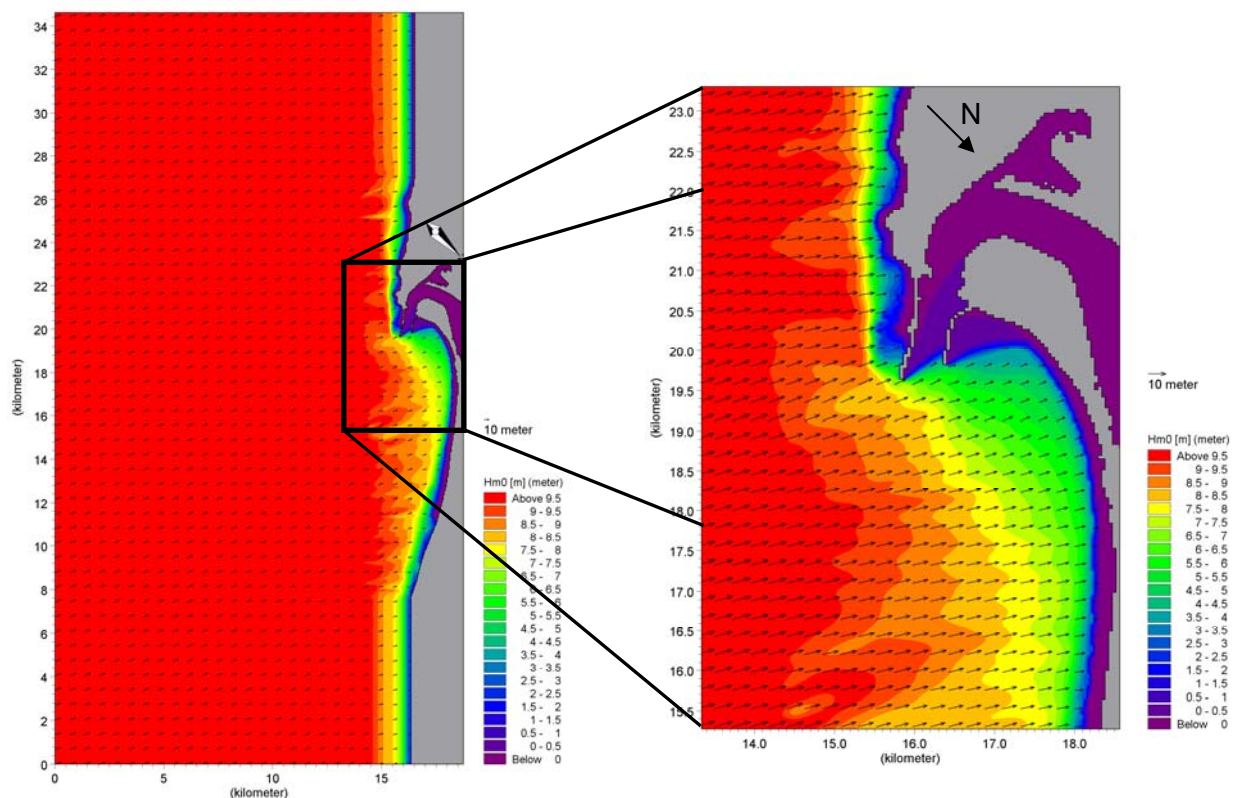 34
32
30
28
26
24
22
20
18
16
14
12
10
8
6
4
2
0
(kilometer)
0 5 10 15
(kilometer)
10 meter
Hm0 [m] (meter)
Above 9.5
9 - 9.5
8.5 - 9
8 - 8.5
7.5 - 8
7 - 7.5
6.5 - 7
6 - 6.5
5.5 - 6
5 - 5.5
4.5 - 5
4 - 4.5
3.5 - 4
3 - 3.5
2.5 - 3
2 - 2.5
1.5 - 2
1 - 1.5
0.5 - 1
0 - 0.5
Below 0
N
23.0
22.5
22.0
21.5
21.0
20.5
20.0
19.5
19.0
18.5
18.0
17.5
17.0
16.5
16.0
15.5
(kilometer)
14.0 15.0 16.0 17.0 18.0
(kilometer)
10 meter
Hm0 [m] (meter)
Above 9.5
9 - 9.5
8.5 - 9
8 - 8.5
7.5 - 8
7 - 7.5
6.5 - 7
6 - 6.5
5.5 - 6
5 - 5.5
4.5 - 5
4 - 4.5
3.5 - 4
3 - 3.5
2.5 - 3
2 - 2.5
1.5 - 2
1 - 1.5
0.5 - 1
0 - 0.5
Below 0